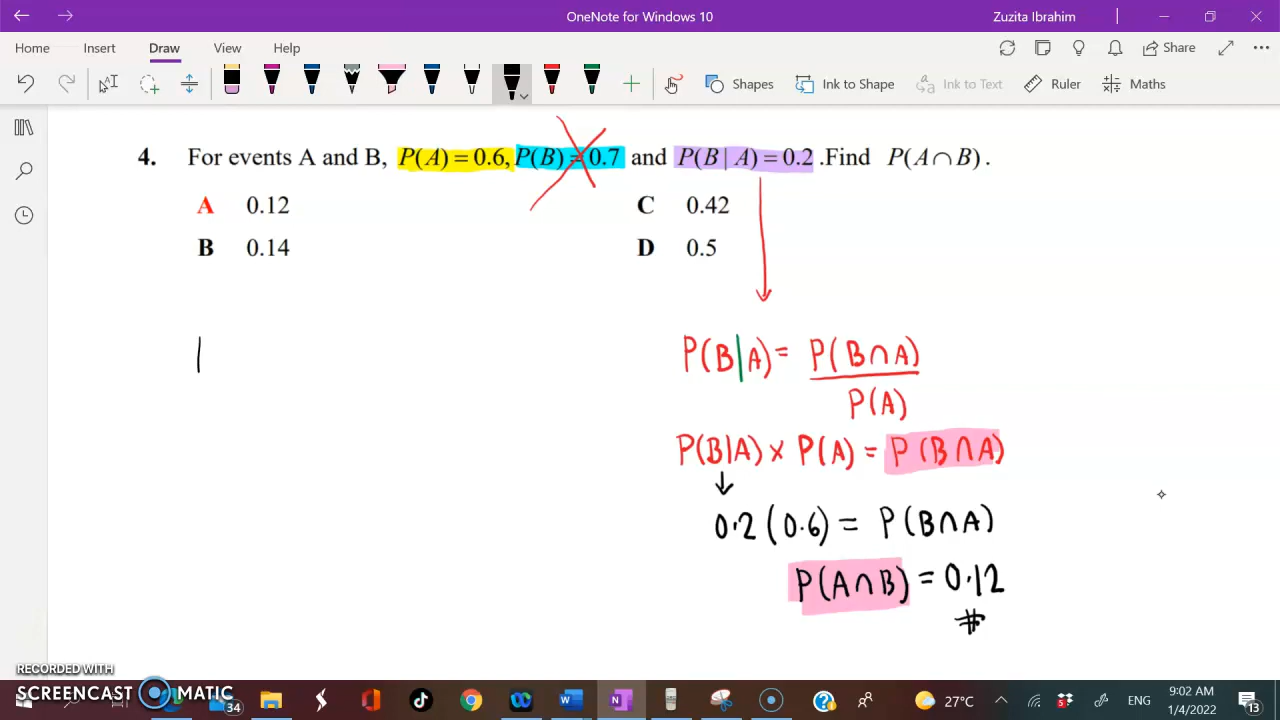 OneNote for Windows 10
Zuzita Ibrahim
Home Insert Draw View Help
Share
Shapes Ink to Shape Ink to Text Ruler Maths
4. For events A and B, P(A) = 0.6, P(B) = 0.7 and P(B | A) = 0.2 .Find P(A ∩ B) .
A 0.12 C 0.42
B 0.14 D 0.5
P(B|A) = P(B∩A)
P(A)
P(B|A) × P(A) = P(B∩A)
0.2(0.6) = P(B∩A)
P(A∩B) = 0.12
#
RECORDED WITH
SCREENCAST MATIC
34
27°C
ENG
9:02 AM
1/4/2022
13